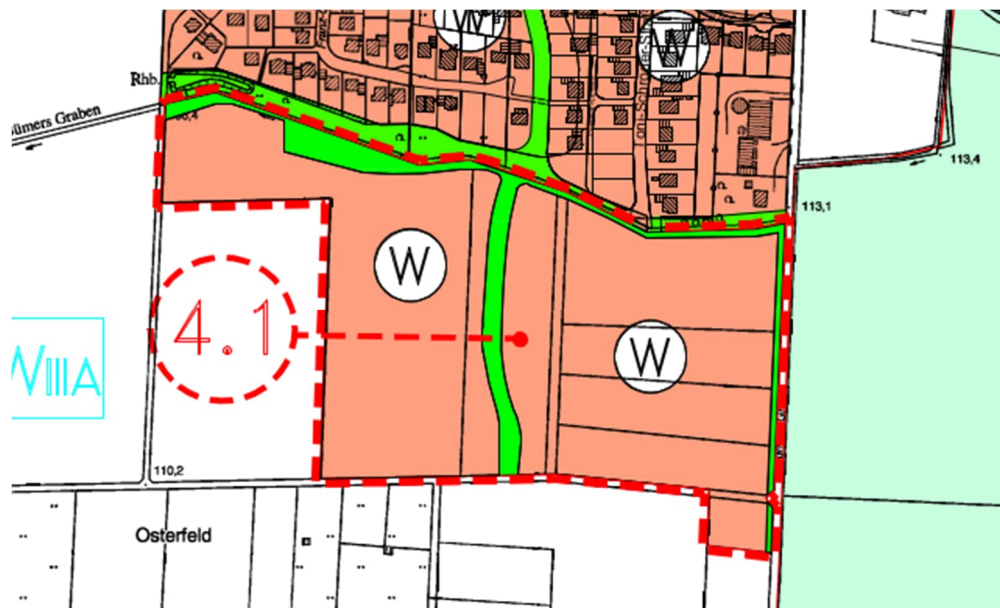 W
W
Rhb.
ümers Graben
113,4
113,1
W
4.1
W
WIIIA
110,2
Osterfeld